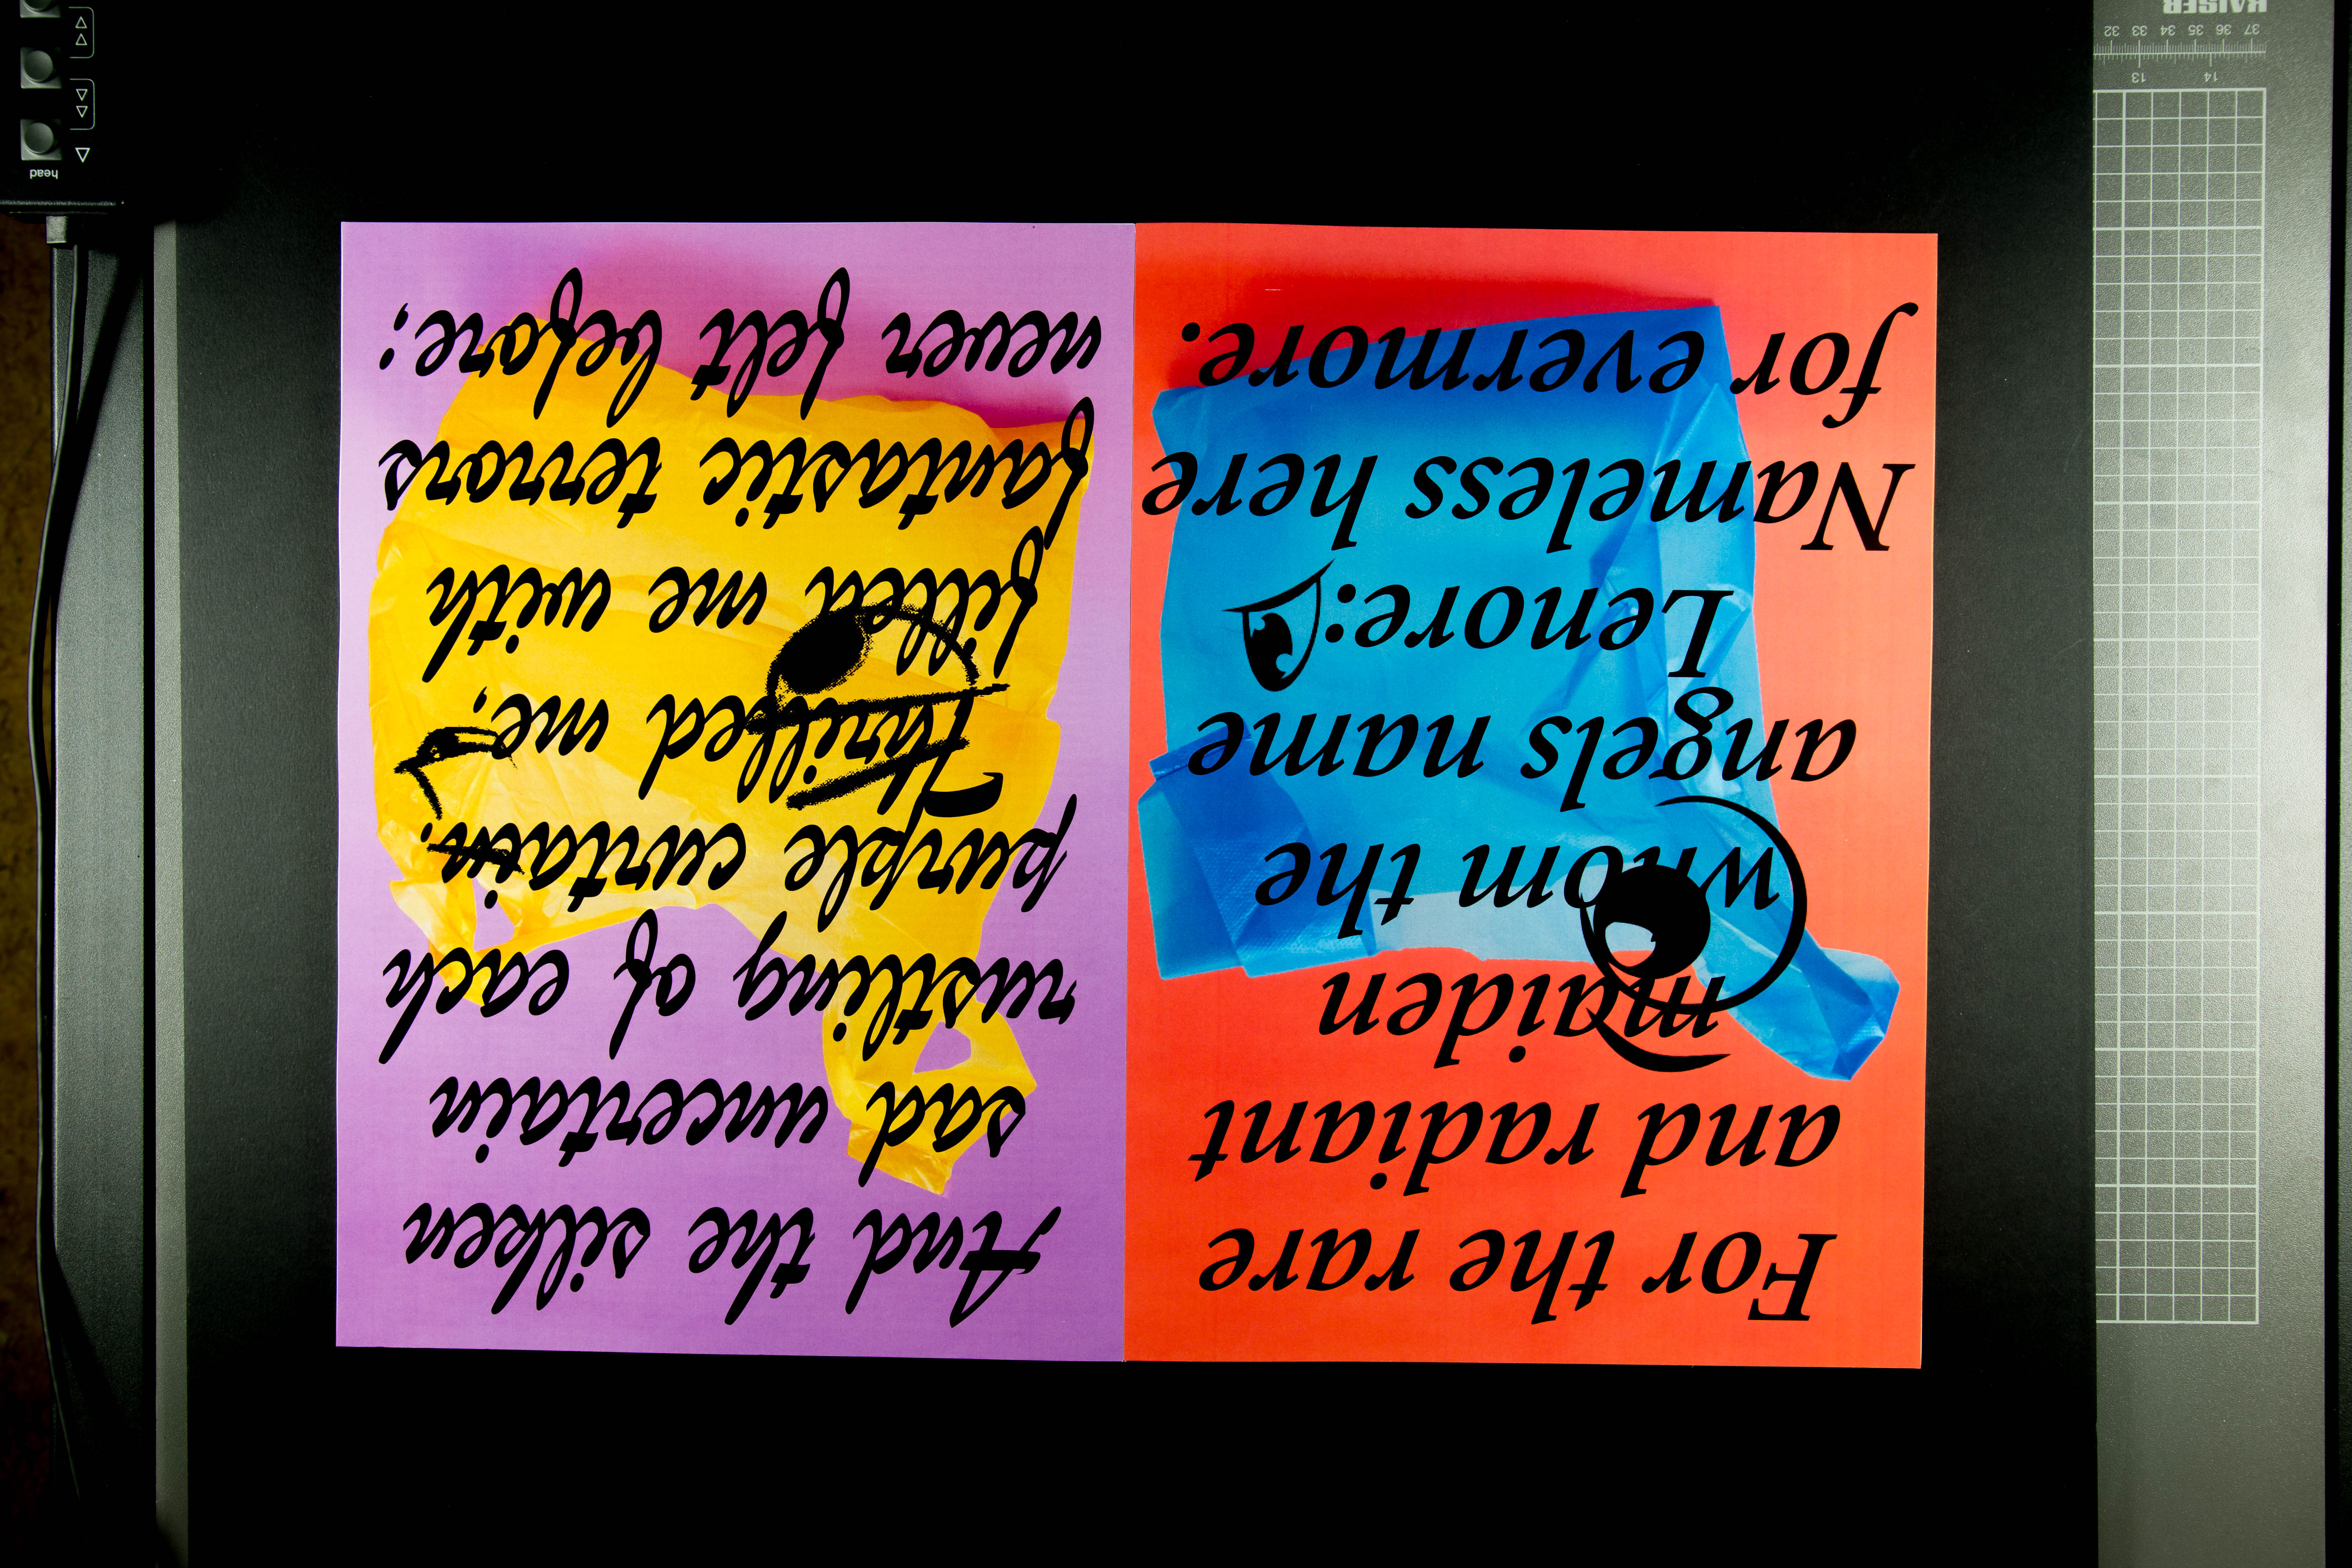 For the rare
and radiant
maiden
whom the
angels name
Lenore:
Nameless here
for evermore.
And the silken
sad uncertain
rustling of each
purple curtain.
Thrilled me,
filled me with
fantastic terrors
never felt before;
14 13
37 36 35 34 33 32
KAISER
head